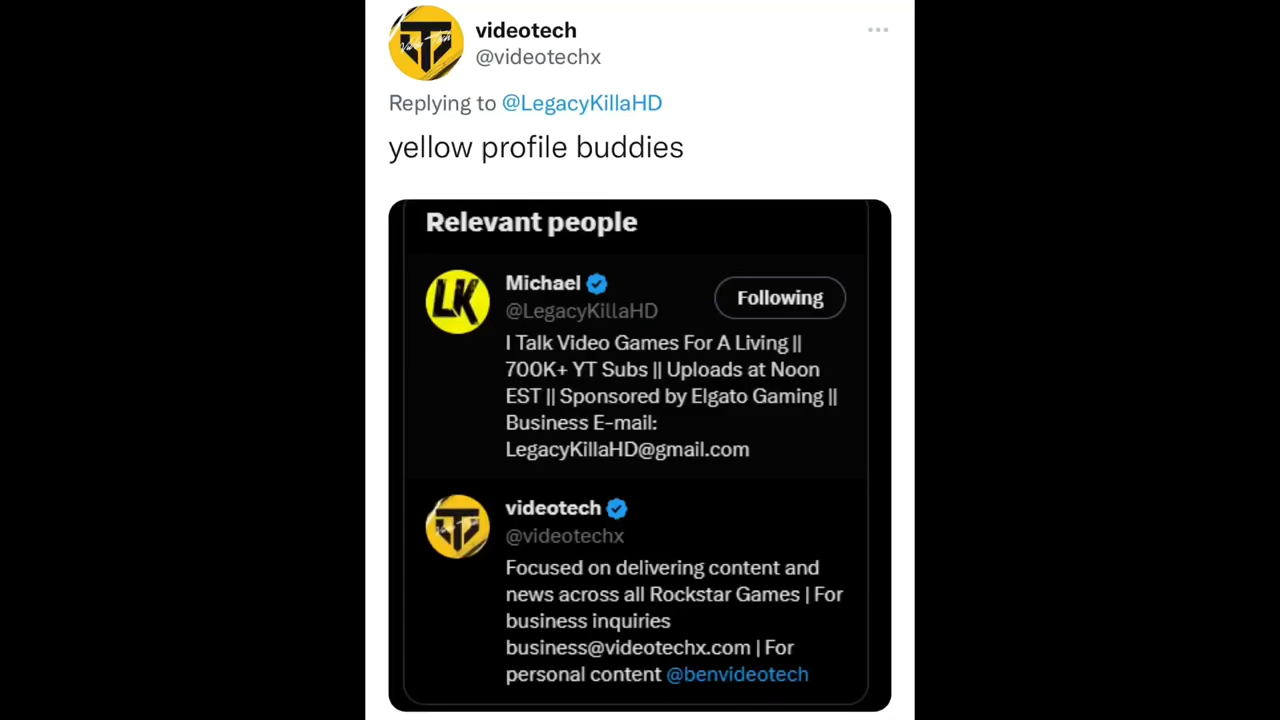 videotech
@videotechx
Replying to @LegacyKillaHD
yellow profile buddies
Relevant people
LK
Michael
Following
@LegacyKillaHD
I Talk Video Games For A Living ||
700K+ YT Subs || Uploads at Noon
EST || Sponsored by Elgato Gaming ||
Business E-mail:
LegacyKillaHD@gmail.com
videotech
@videotechx
Focused on delivering content and
news across all Rockstar Games | For
business inquiries
business@videotechx.com | For
personal content @benvideotech